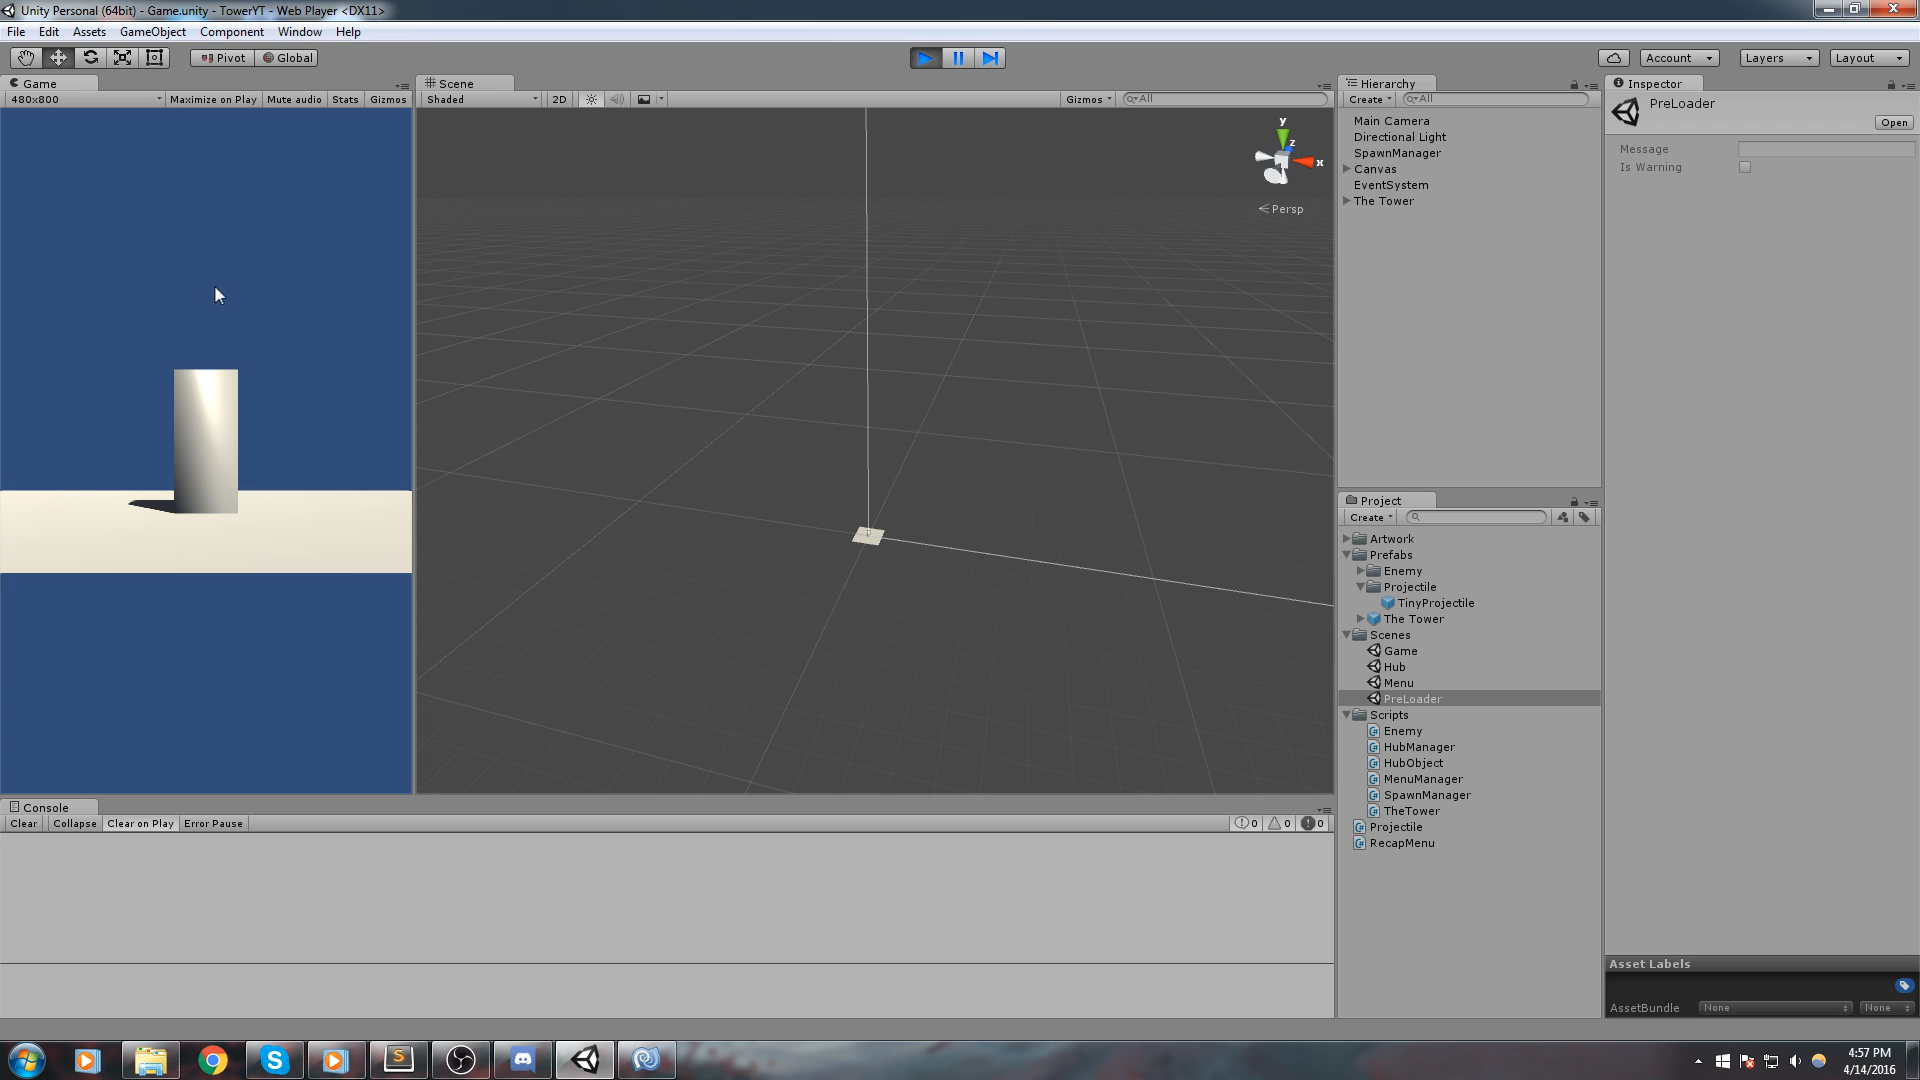 Unity Personal (64bit) - Game.unity - TowerYT - Web Player <DX11>
File Edit Assets GameObject Component Window Help
Pivot Global Account Layers Layout
Game
480x800 Maximize on Play Mute audio Stats Gizmos
Scene
Shaded 2D Gizmos All
y
z
x
Persp
Hierarchy
Create All
Main Camera
Directional Light
SpawnManager
Canvas
EventSystem
The Tower
Inspector
PreLoader
Open
Message
Is Warning
Project
Create
Artwork
Prefabs
Enemy
Projectile
TinyProjectile
The Tower
Scenes
Game
Hub
Menu
PreLoader
Scripts
Enemy
HubManager
HubObject
MenuManager
SpawnManager
TheTower
Projectile
RecapMenu
Console
Clear Collapse Clear on Play Error Pause 0 0 0
Asset Labels
AssetBundle None None
4:57 PM
4/14/2016